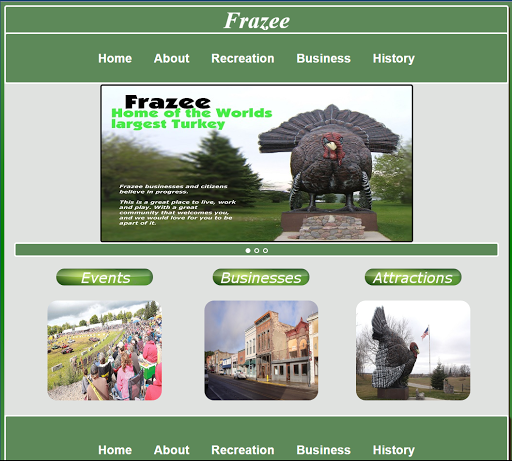 Frazee
Home About Recreation Business History
Frazee
Home of the Worlds
largest Turkey
Frazee businesses and citizens
believe in progress.
This is a great place to live, work
and play. With a great
community that welcomes you,
and we would love for you to be
apart of it.
Events Businesses Attractions
Home About Recreation Business History